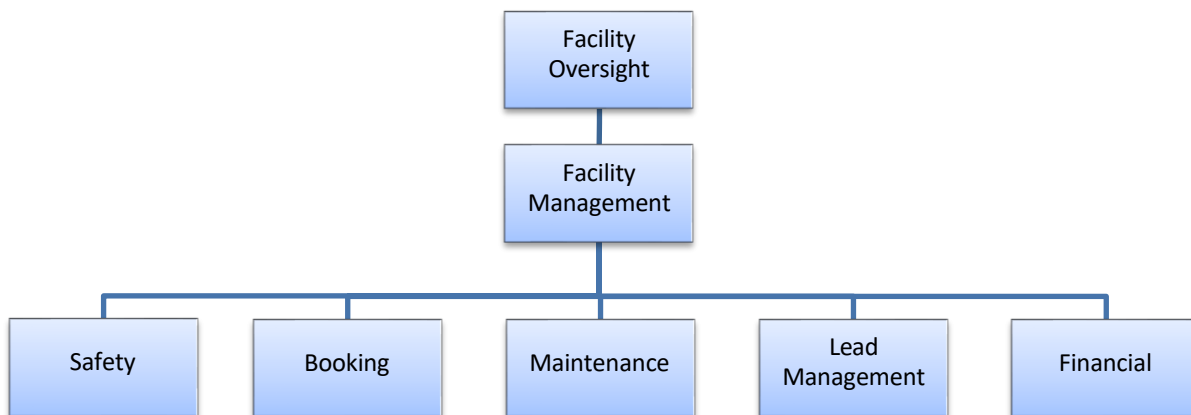 Facility
Oversight
Facility
Management
Safety
Booking
Maintenance
Lead
Management
Financial